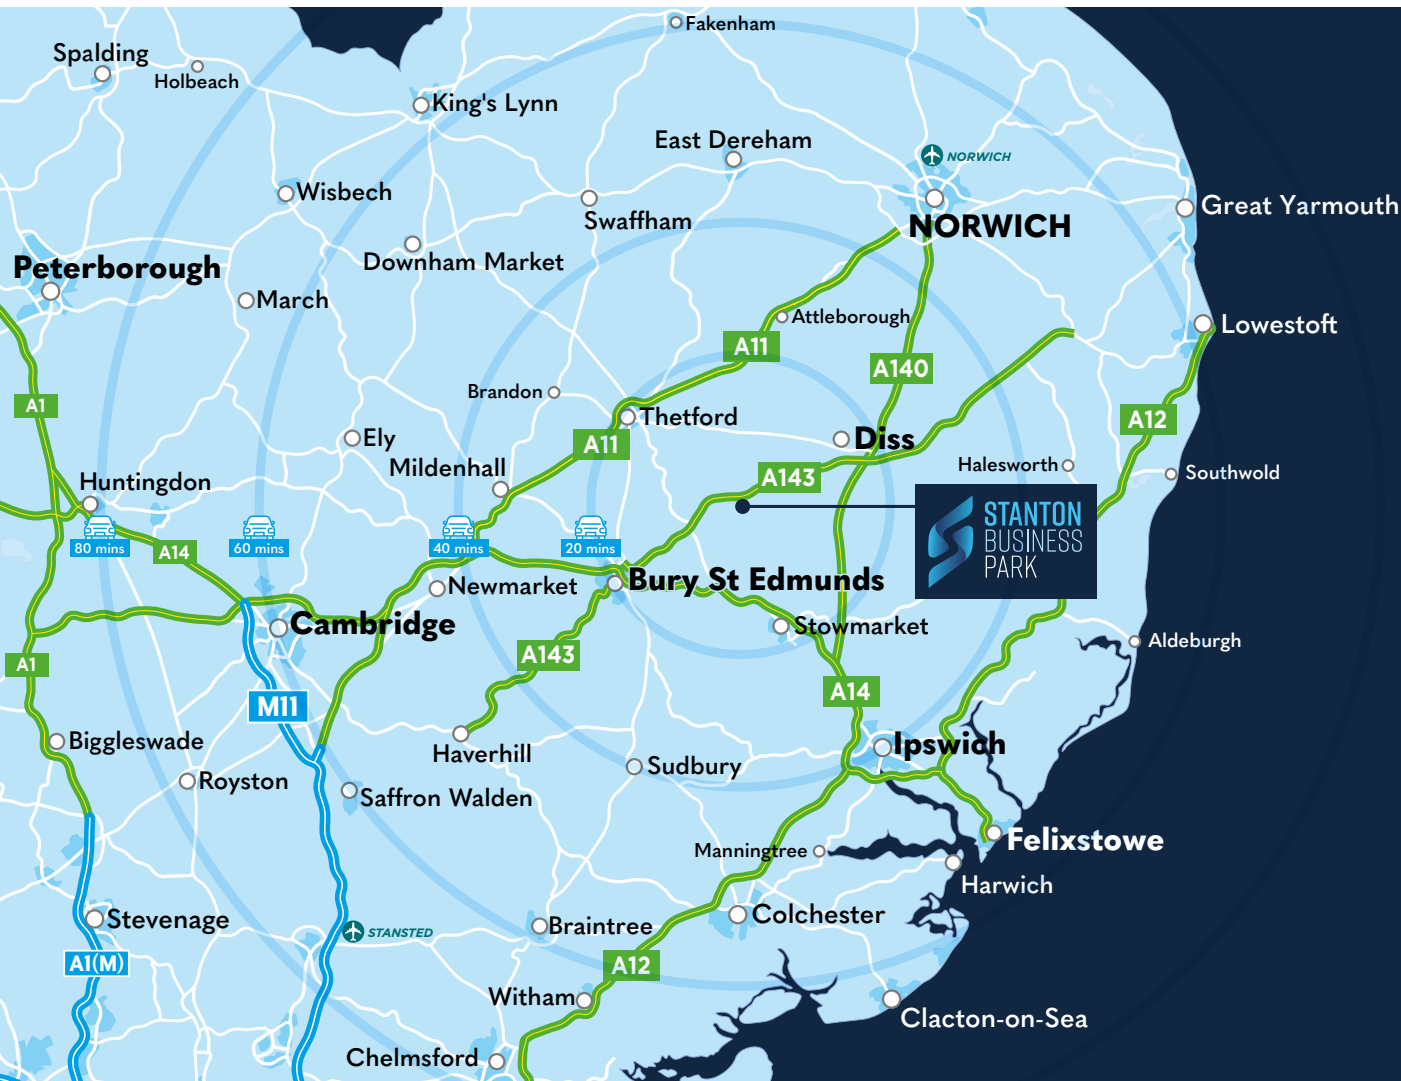 Fakenham
Spalding
Holbeach
King's Lynn
East Dereham
NORWICH
Wisbech
Swaffham
Great Yarmouth
NORWICH
Downham Market
Peterborough
March
Attleborough
Lowestoft
A11
A140
Brandon
A1
Thetford
A12
Ely
Diss
A11
Mildenhall
Halesworth
Southwold
A143
Huntingdon
STANTON
BUSINESS
PARK
80 mins
A14
60 mins
40 mins
20 mins
Newmarket
Bury St Edmunds
Cambridge
Stowmarket
Aldeburgh
A143
A1
A14
M11
Biggleswade
Haverhill
Ipswich
Sudbury
Royston
Saffron Walden
Felixstowe
Manningtree
Harwich
Stevenage
Colchester
Braintree
STANSTED
A1(M)
A12
Witham
Clacton-on-Sea
Chelmsford